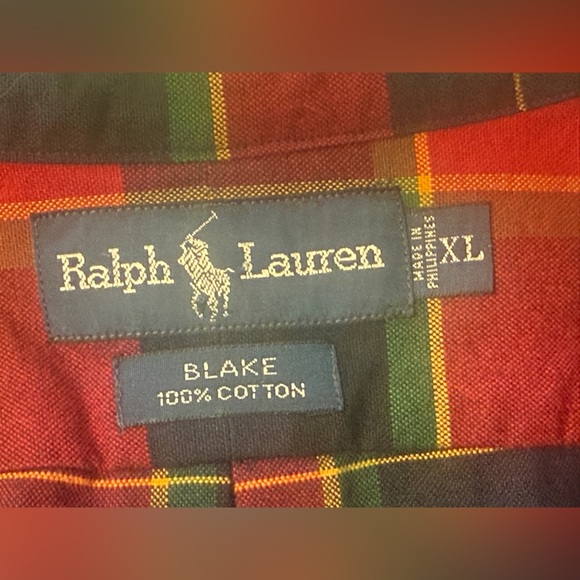 Ralph Lauren
MADE IN
PHILIPPINES
XL
BLAKE
100% COTTON